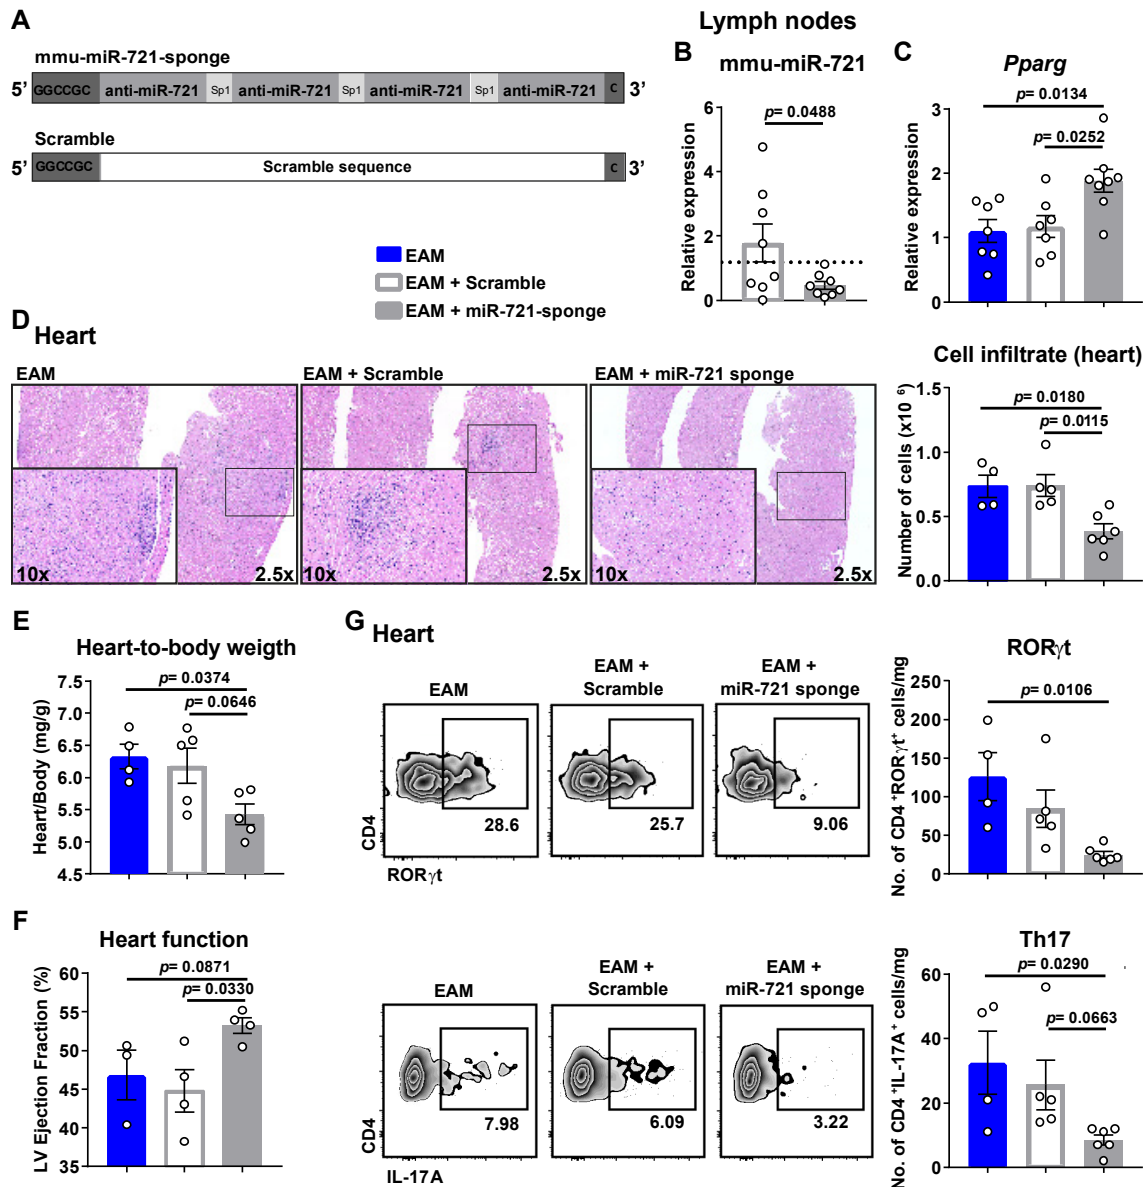 A
mmu-miR-721-sponge
5’ GGCCGC anti-miR-721 Sp1 anti-miR-721 Sp1 anti-miR-721 Sp1 anti-miR-721 C 3’
Scramble
5’ GGCCGC Scramble sequence C 3’
EAM
EAM + Scramble
EAM + miR-721-sponge
Lymph nodes
B
mmu-miR-721
Relative expression
6
4
2
0
p= 0.0488
C
Pparg
Relative expression
3
2
1
0
p= 0.0134
p= 0.0252
D
Heart
EAM
EAM + Scramble
EAM + miR-721 sponge
10x 2.5x
10x 2.5x
10x 2.5x
Cell infiltrate (heart)
Number of cells (x10 6)
1.5
1.0
0.5
0.0
p= 0.0180
p= 0.0115
E
Heart-to-body weigth
Heart/Body (mg/g)
7.5
7.0
6.5
6.0
5.5
5.0
4.5
p= 0.0374
p= 0.0646
F
Heart function
LV Ejection Fraction (%)
60
55
50
45
40
35
p= 0.0871
p= 0.0330
G
Heart
EAM
EAM +
Scramble
EAM +
miR-721 sponge
CD4
28.6
25.7
9.06
RORγt
RORγt
No. of CD4 +RORγt+ cells/mg
250
200
150
100
50
0
p= 0.0106
EAM
EAM +
Scramble
EAM +
miR-721 sponge
CD4
7.98
6.09
3.22
IL-17A
Th17
No. of CD4 +IL-17A+ cells/mg
60
40
20
0
p= 0.0290
p= 0.0663